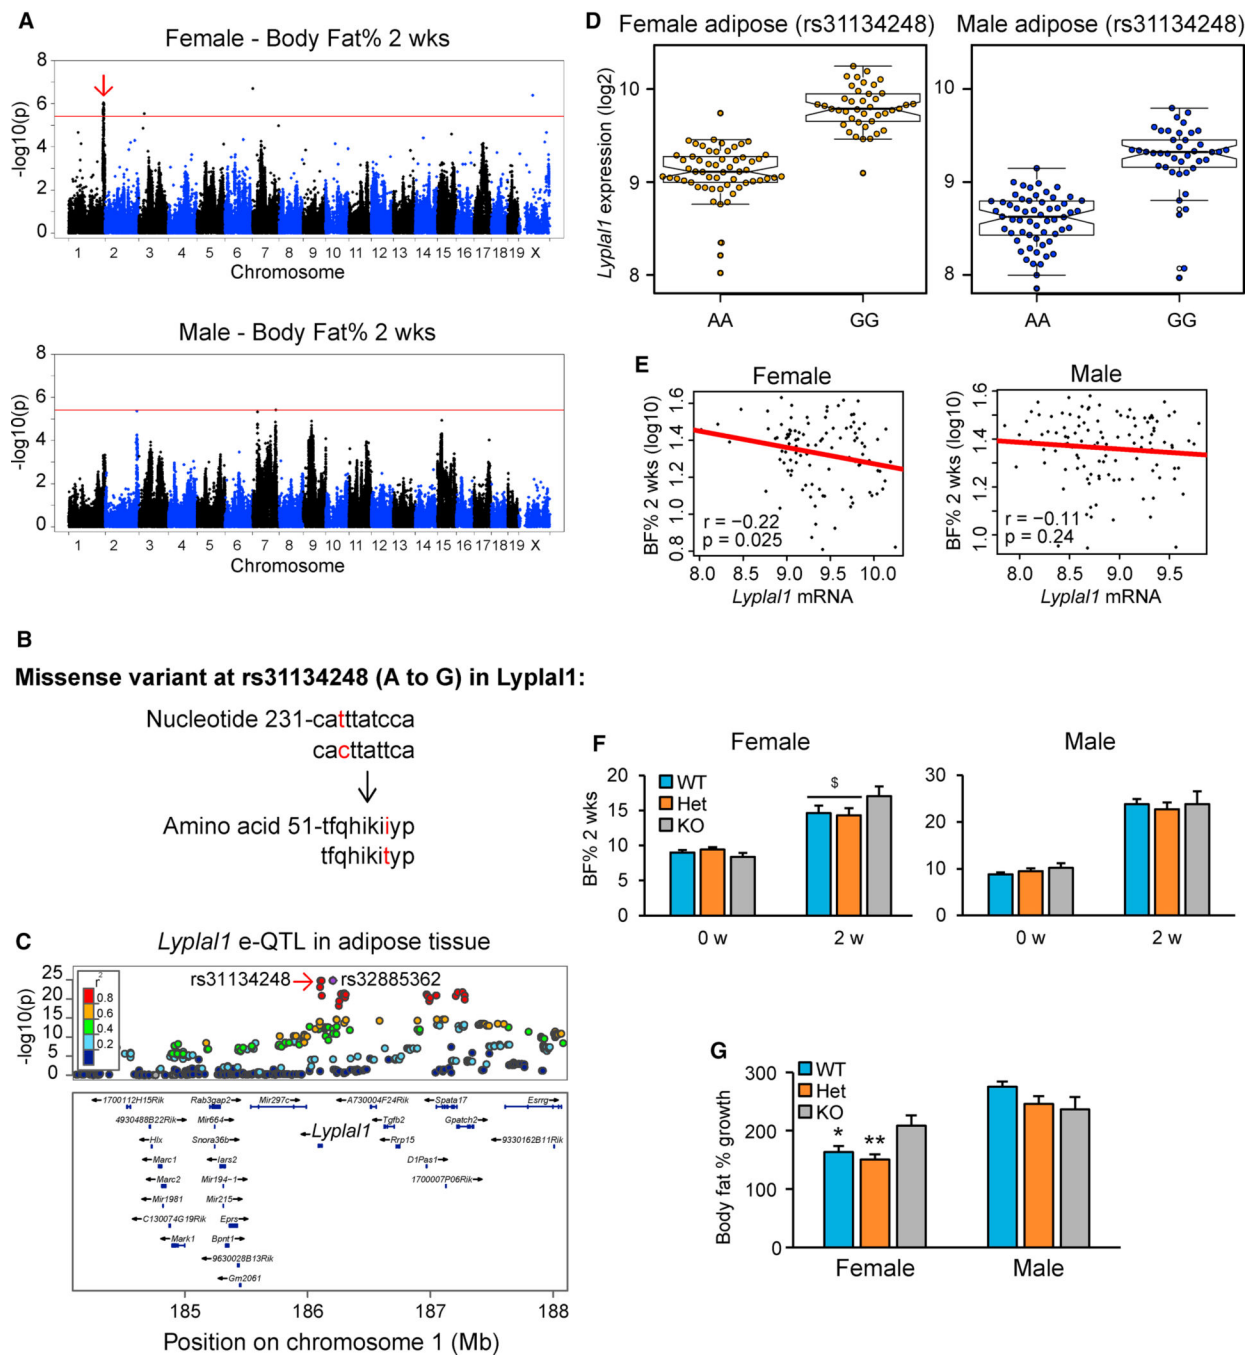 A
Female - Body Fat% 2 wks
-log10(p)
8
6
4
2
0
1 2 3 4 5 6 7 8 9 10 11 12 13 14 15 16 17 18 19 X
Chromosome
Male - Body Fat% 2 wks
-log10(p)
8
6
4
2
0
1 2 3 4 5 6 7 8 9 10 11 12 13 14 15 16 17 18 19 X
Chromosome
B
Missense variant at rs31134248 (A to G) in Lyplal1:
Nucleotide 231-catttatcca
cacttattca
Amino acid 51-tfqhikiiyp
tfqhikityp
C
Lyplal1 e-QTL in adipose tissue
-log10(p)
25
20
15
10
5
0
r2
0.8
0.6
0.4
0.2
rs31134248
rs32885362
1700112H15Rik
Rab3gap2
Mir297c
A730004F24Rik
Spata17
Esrrg
4930488B22Rik
Mir664
Lyplal1
Tgfb2
Gpatch2
Hlx
Snora36b
Rrp15
9330162B11Rik
Marc1
Iars2
D1Pas1
Marc2
Mir194-1
1700007P06Rik
Mir1981
Mir215
C130074G19Rik
Eprs
Mark1
Bpnt1
9630028B13Rik
Gm2061
185 186 187 188
Position on chromosome 1 (Mb)
D
Female adipose (rs31134248)
Male adipose (rs31134248)
Lyplal1 expression (log2)
10
9
8
AA GG
10
9
8
AA GG
E
Female
BF% 2 wks (log10)
1.6
1.4
1.2
1.0
0.8
r = −0.22
p = 0.025
8.0 8.5 9.0 9.5 10.0
Lyplal1 mRNA
Male
BF% 2 wks (log10)
1.6
1.4
1.2
1.0
r = −0.11
p = 0.24
8.0 8.5 9.0 9.5
Lyplal1 mRNA
F
Female
BF% 2 wks
20
15
10
5
0
WT
Het
KO
$
0 w 2 w
Male
30
20
10
0
0 w 2 w
G
Body fat % growth
300
200
100
0
WT
Het
KO
* **
Female Male